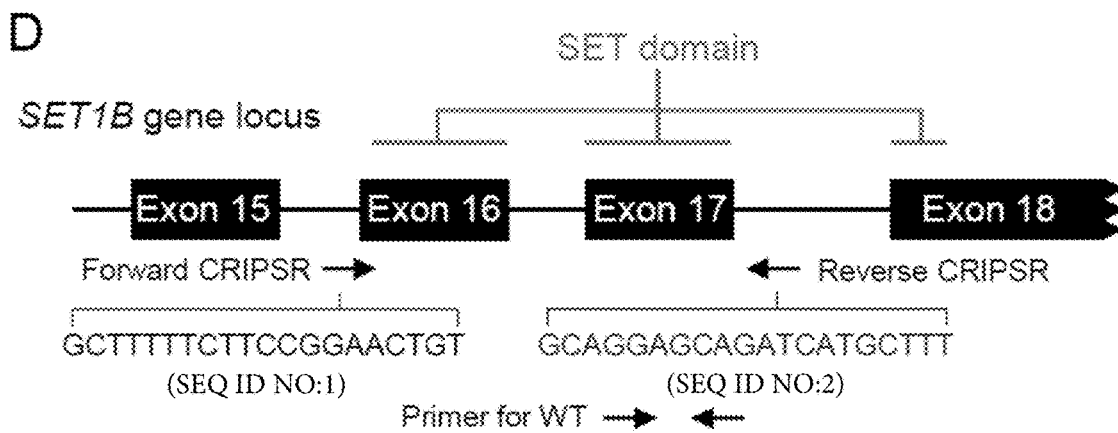 D
SET domain
SET1B gene locus
Exon 15
Exon 16
Exon 17
Exon 18
Forward CRIPSR
Reverse CRIPSR
GCTTTTTCTTCCGGAACTGT
GCAGGAGCAGATCATGCTTT
(SEQ ID NO:1)
(SEQ ID NO:2)
Primer for WT